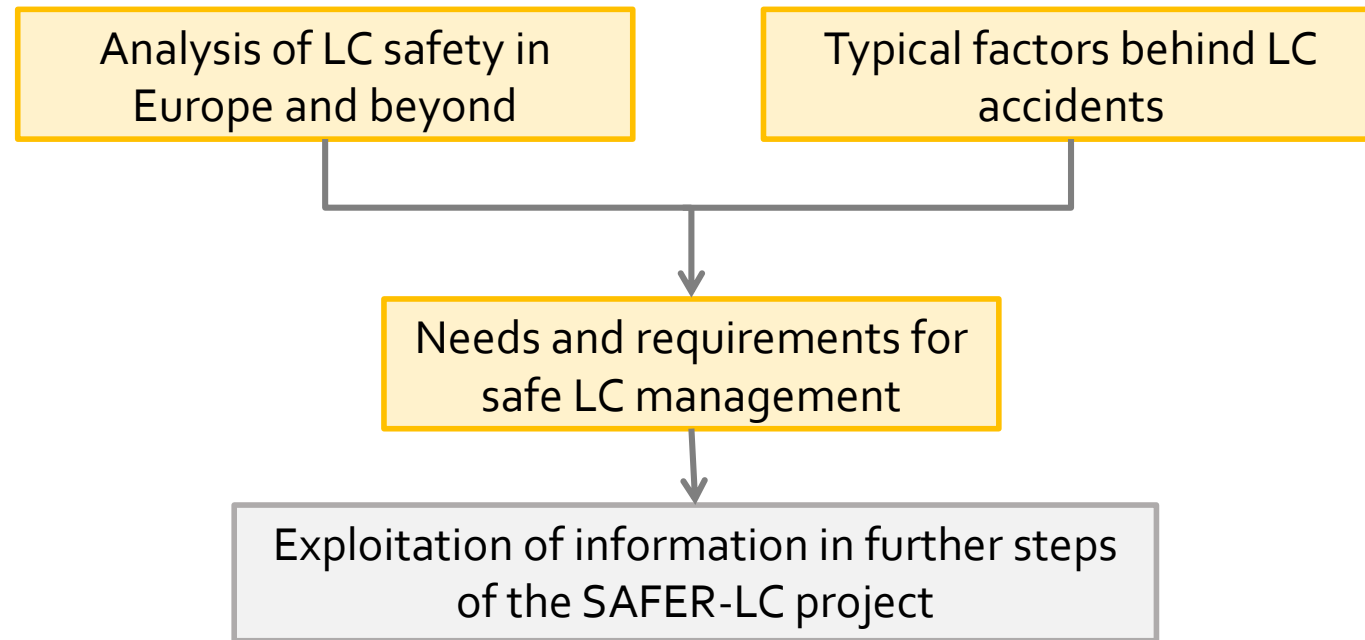 Analysis of LC safety in
Europe and beyond
Typical factors behind LC
accidents
Needs and requirements for
safe LC management
Exploitation of information in further steps
of the SAFER-LC project